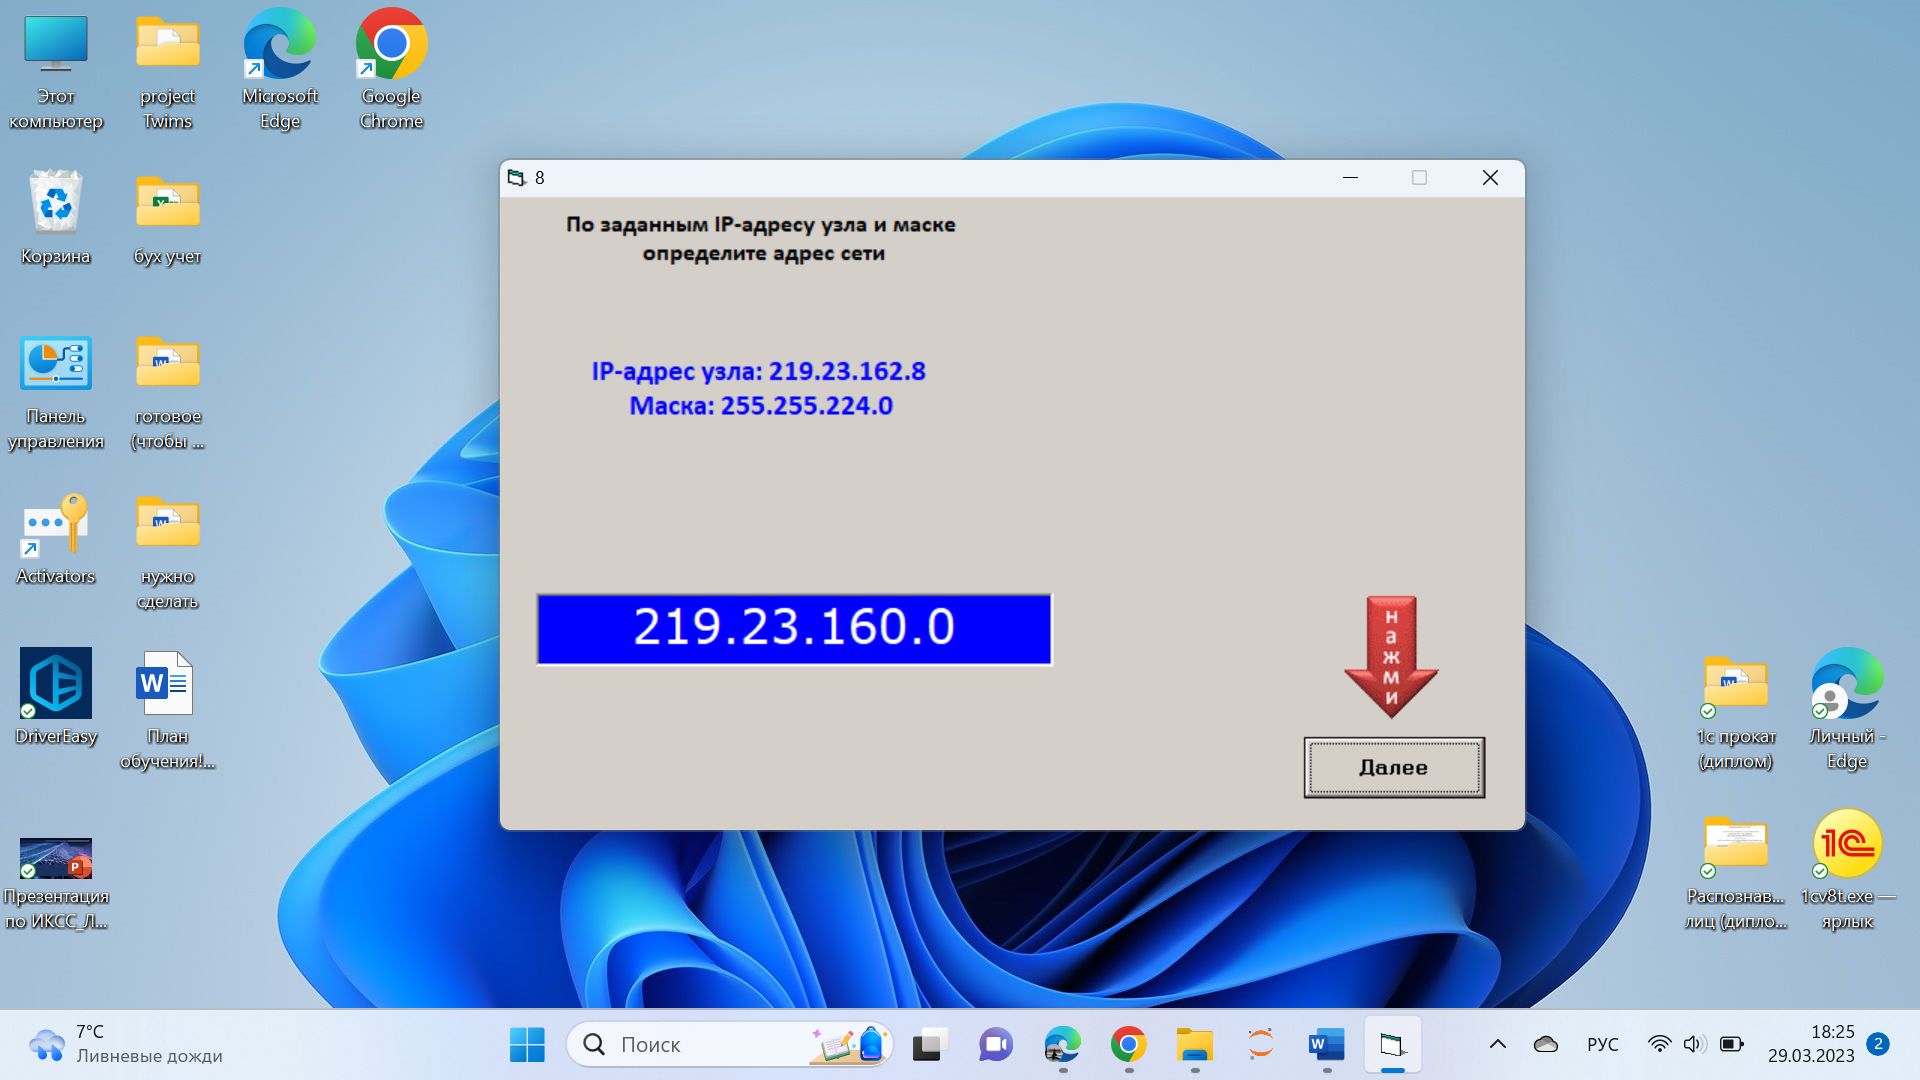 Этот
компьютер
project
Twims
Microsoft
Edge
Google
Chrome
Корзина
бух учет
Панель
управления
готовое
(чтобы ...
Activators
нужно
сделать
DriverEasy
План
обучения!...
Презентация
по ИКСС_Л...
8
По заданным IP-адресу узла и маске
определите адрес сети
IP-адрес узла: 219.23.162.8
Маска: 255.255.224.0
219.23.160.0
н
а
ж
м
и
Далее
1с прокат
(диплом)
Личный -
Edge
Распознав...
лиц (дипло...
1cv8t.exe —
ярлык
7°C
Ливневые дожди
Поиск
РУС
18:25
29.03.2023
2